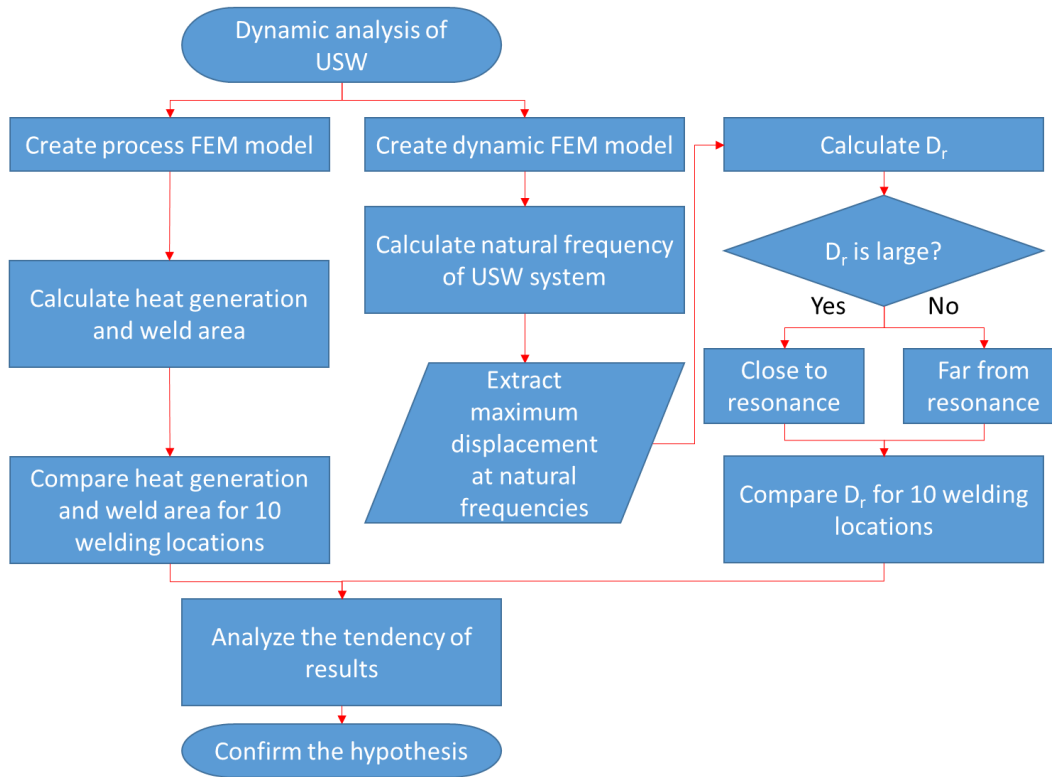 Dynamic analysis of
USW
Create process FEM model
Calculate heat generation
and weld area
Compare heat generation
and weld area for 10
welding locations
Create dynamic FEM model
Calculate natural frequency
of USW system
Extract
maximum
displacement
at natural
frequencies
Calculate Dr
Dr is large?
Yes
No
Close to
resonance
Far from
resonance
Compare Dr for 10 welding
locations
Analyze the tendency of
results
Confirm the hypothesis